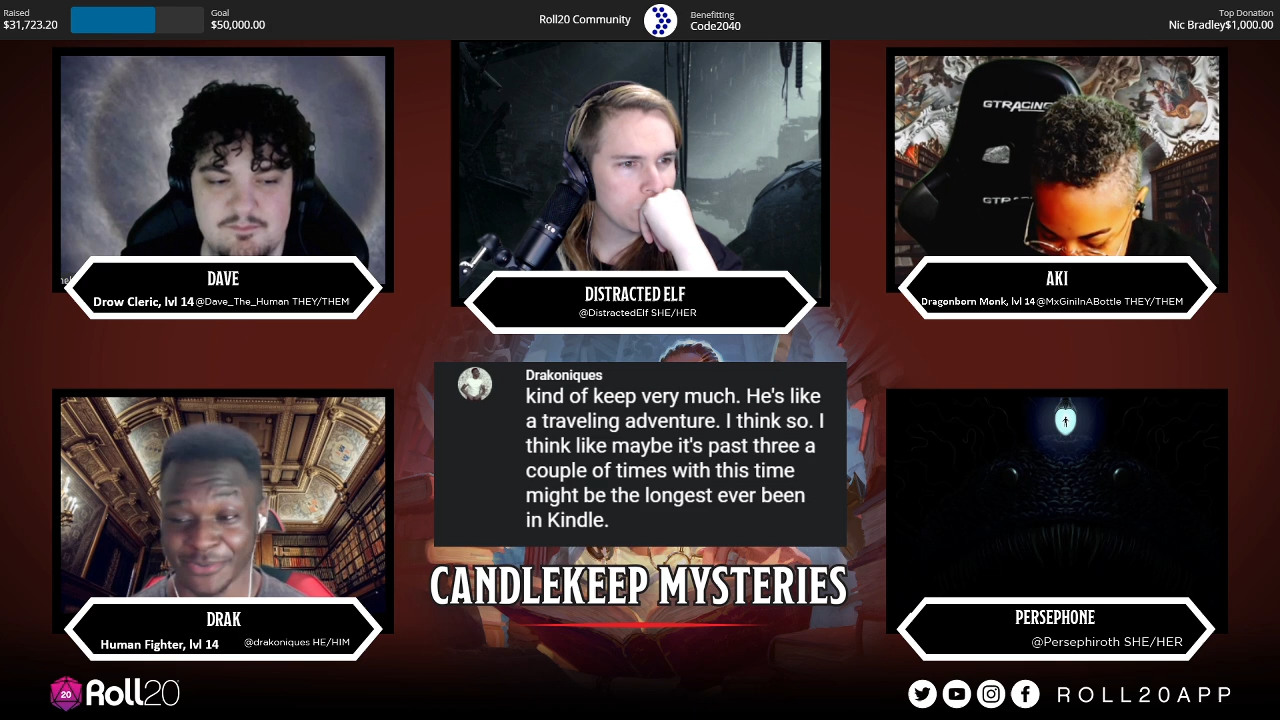 Raised
$31,723.20
Goal
$50,000.00
Roll20 Community
Benefitting
Code2040
Top Donation
Nic Bradley$1,000.00
GTRACING
DAVE
Drow Cleric, lvl 14 @Dave_The_Human THEY/THEM
DISTRACTED ELF
@DistractedElf SHE/HER
AKI
Dragonborn Monk, lvl 14 @MxGiniInABottle THEY/THEM
Drakoniques
kind of keep very much. He's like
a traveling adventure. I think so. I
think like maybe it's past three a
couple of times with this time
might be the longest ever been
in Kindle.
CANDLEKEEP MYSTERIES
DRAK
Human Fighter, lvl 14 @drakoniques HE/HIM
PERSEPHONE
@Persephiroth SHE/HER
20 Roll20
ROLL20APP